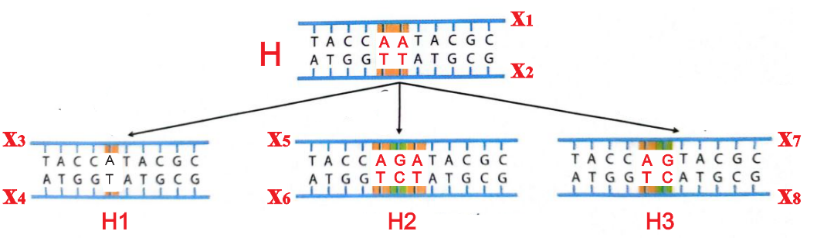 X1
T A C C A A T A C G C
H
A T G G T T A T G C G
X2
X3 X5 X7
T A C C A T A C G C
A T G G T A T G C G
T A C C A G A T A C G C
A T G G T C T A T G C G
T A C C A G T A C G C
A T G G T C A T G C G
X4 X6 X8
H1 H2 H3